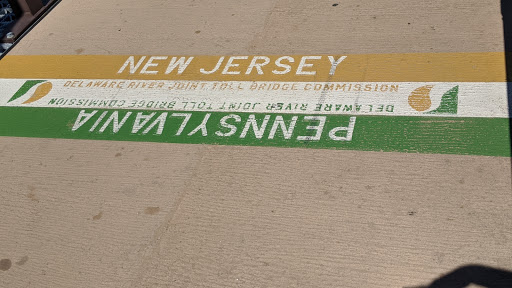 NEW JERSEY
DELAWARE RIVER JOINT TOLL BRIDGE COMMISSION
DELAWARE RIVER JOINT TOLL BRIDGE COMMISSION
PENNSYLVANIA